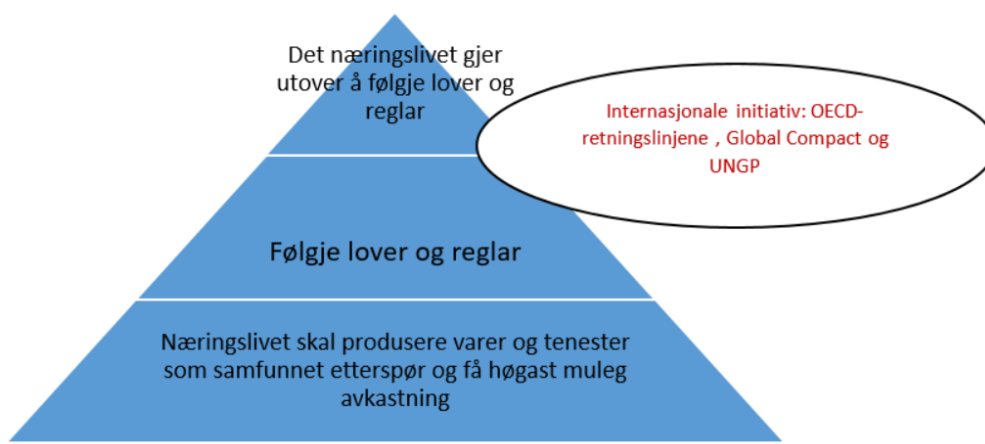 Det næringslivet gjer
utover å følgje lover og
reglar
Internasjonale initiativ: OECD-
retningslinjene , Global Compact og
UNGP
Følgje lover og reglar
Næringslivet skal produsere varer og tenester
som samfunnet etterspør og få høgast muleg
avkastning